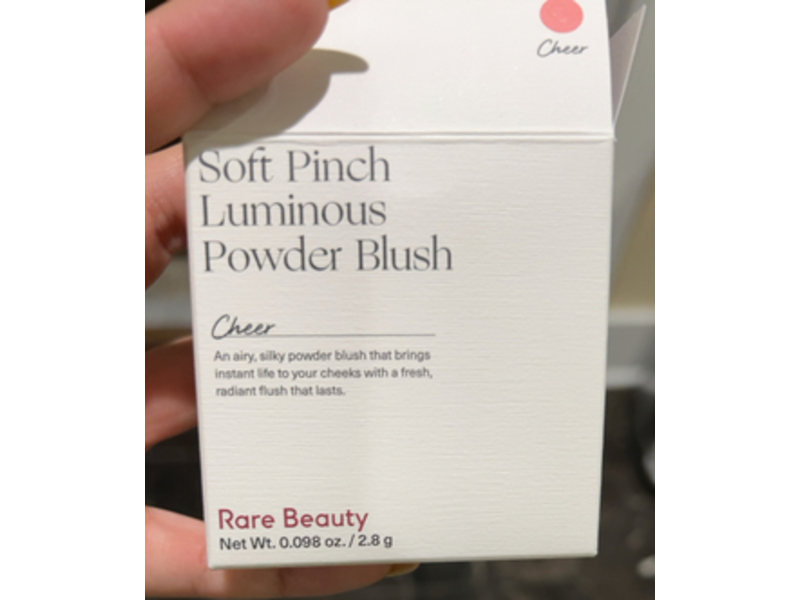 Cheer
Soft Pinch
Luminous
Powder Blush
Cheer
An airy, silky powder blush that brings
instant life to your cheeks with a fresh,
radiant flush that lasts.
Rare Beauty
Net Wt. 0.098 oz. / 2.8 g